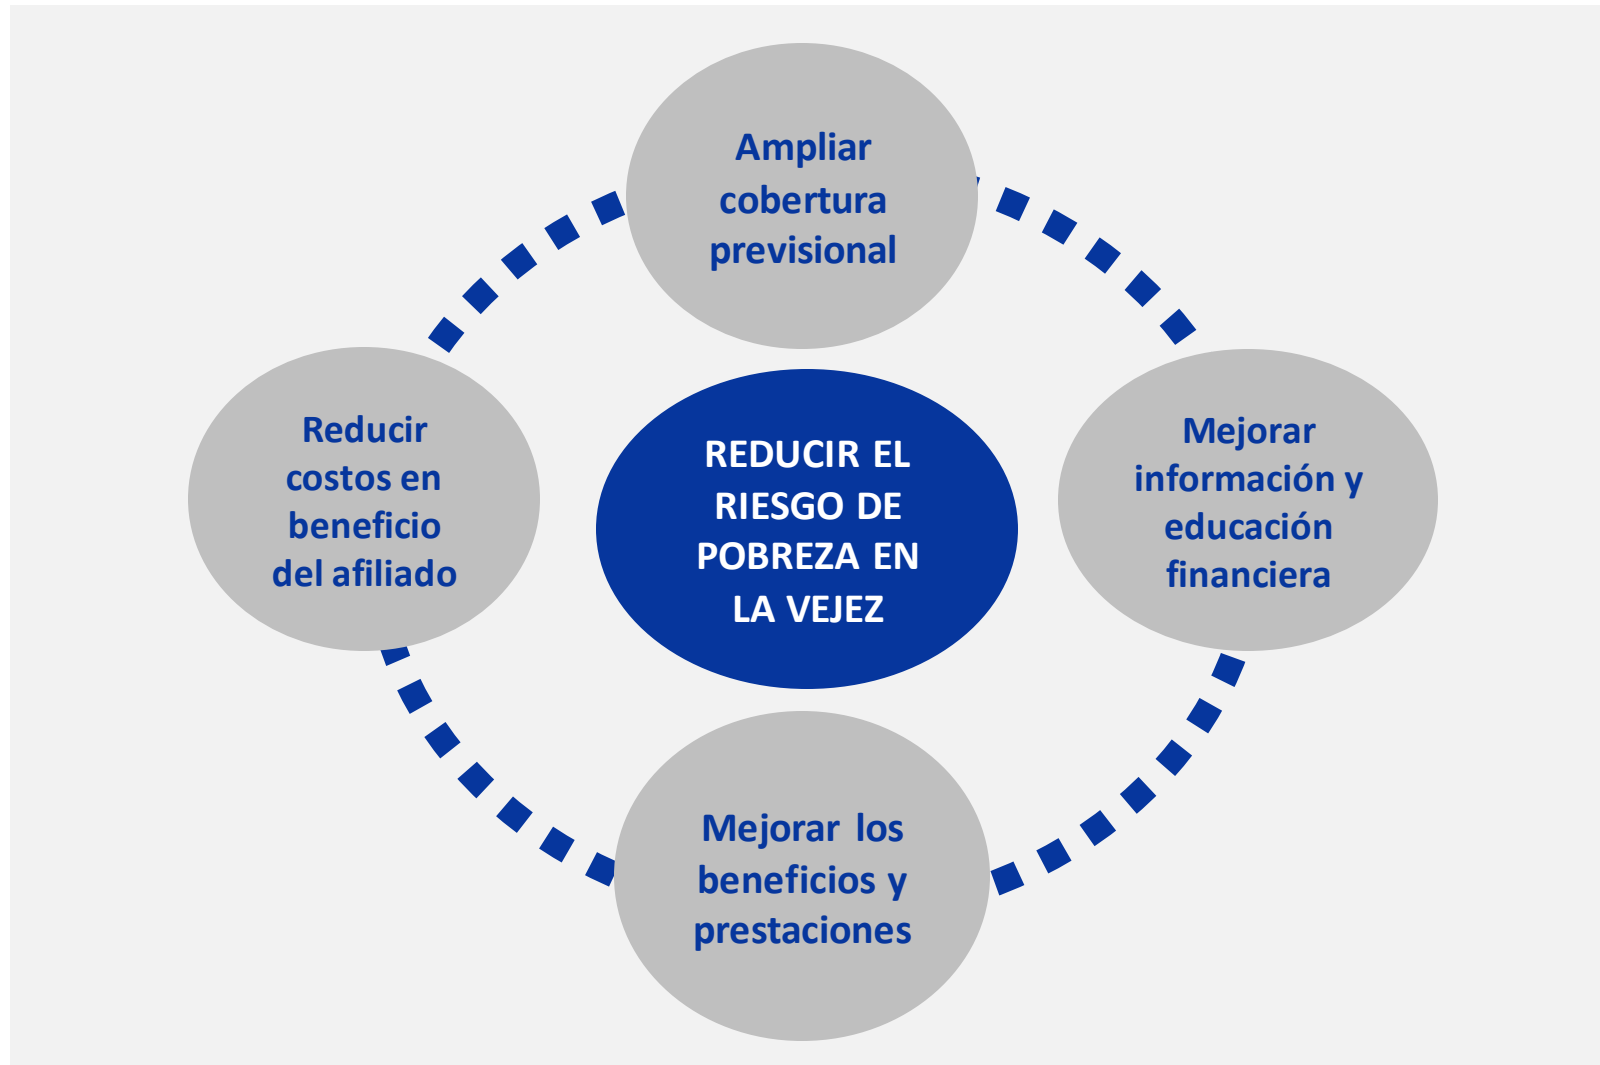 Ampliar
cobertura
previsional
Reducir
costos en
beneficio
del afiliado
REDUCIR EL
RIESGO DE
POBREZA EN
LA VEJEZ
Mejorar
información y
educación
financiera
Mejorar los
beneficios y
prestaciones